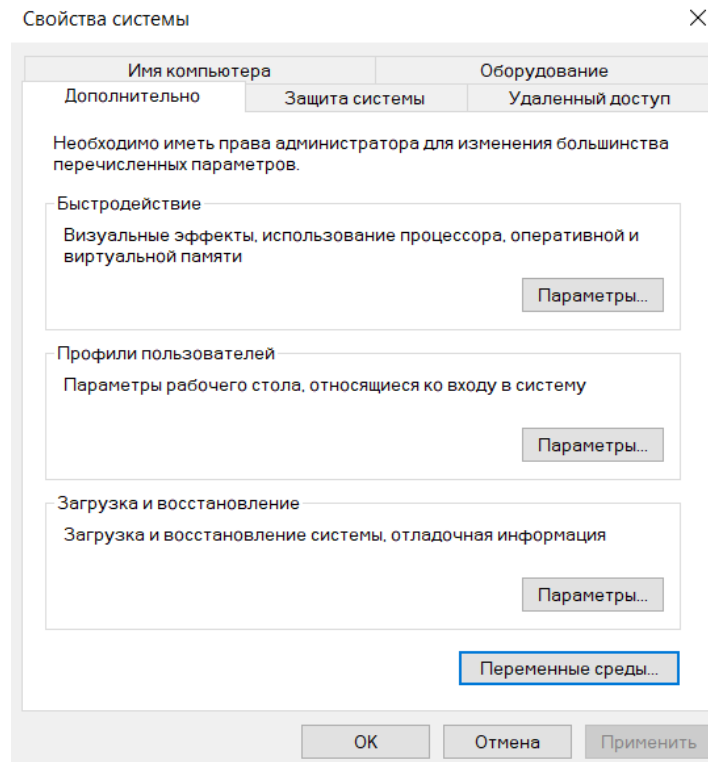 Свойства системы
Имя компьютера
Оборудование
Дополнительно
Защита системы
Удаленный доступ
Необходимо иметь права администратора для изменения большинства
перечисленных параметров.
Быстродействие
Визуальные эффекты, использование процессора, оперативной и
виртуальной памяти
Параметры...
Профили пользователей
Параметры рабочего стола, относящиеся ко входу в систему
Параметры...
Загрузка и восстановление
Загрузка и восстановление системы, отладочная информация
Параметры...
Переменные среды...
ОК
Отмена
Применить